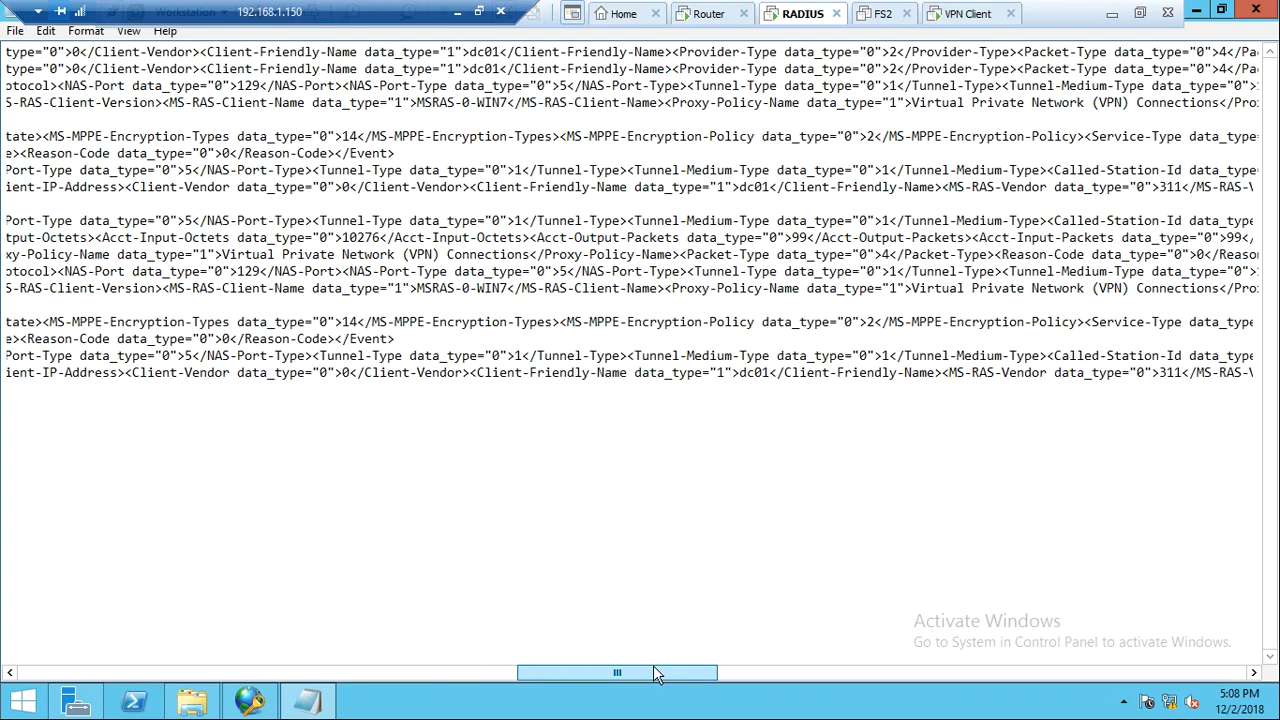 Workstation 192.168.1.150 Home Router RADIUS FS2 VPN Client
File Edit Format View Help
type="0">0</Client-Vendor><Client-Friendly-Name data_type="1">dc01</Client-Friendly-Name><Provider-Type data_type="0">2</Provider-Type><Packet-Type data_type="0">4</Pa
type="0">0</Client-Vendor><Client-Friendly-Name data_type="1">dc01</Client-Friendly-Name><Provider-Type data_type="0">2</Provider-Type><Packet-Type data_type="0">4</Pa
otocol><NAS-Port data_type="0">129</NAS-Port><NAS-Port-Type data_type="0">5</NAS-Port-Type><Tunnel-Type data_type="0">1</Tunnel-Type><Tunnel-Medium-Type data_type="0">
S-RAS-Client-Version><MS-RAS-Client-Name data_type="1">MSRAS-0-WIN7</MS-RAS-Client-Name><Proxy-Policy-Name data_type="1">Virtual Private Network (VPN) Connections</Pro
tate><MS-MPPE-Encryption-Types data_type="0">14</MS-MPPE-Encryption-Types><MS-MPPE-Encryption-Policy data_type="0">2</MS-MPPE-Encryption-Policy><Service-Type data_type
e><Reason-Code data_type="0">0</Reason-Code></Event>
Port-Type data_type="0">5</NAS-Port-Type><Tunnel-Type data_type="0">1</Tunnel-Type><Tunnel-Medium-Type data_type="0">1</Tunnel-Medium-Type><Called-Station-Id data_type
ient-IP-Address><Client-Vendor data_type="0">0</Client-Vendor><Client-Friendly-Name data_type="1">dc01</Client-Friendly-Name><MS-RAS-Vendor data_type="0">311</MS-RAS-V
Port-Type data_type="0">5</NAS-Port-Type><Tunnel-Type data_type="0">1</Tunnel-Type><Tunnel-Medium-Type data_type="0">1</Tunnel-Medium-Type><Called-Station-Id data_type
tput-Octets><Acct-Input-Octets data_type="0">10276</Acct-Input-Octets><Acct-Output-Packets data_type="0">99</Acct-Output-Packets><Acct-Input-Packets data_type="0">99</
xy-Policy-Name data_type="1">Virtual Private Network (VPN) Connections</Proxy-Policy-Name><Packet-Type data_type="0">4</Packet-Type><Reason-Code data_type="0">0</Reaso
otocol><NAS-Port data_type="0">129</NAS-Port><NAS-Port-Type data_type="0">5</NAS-Port-Type><Tunnel-Type data_type="0">1</Tunnel-Type><Tunnel-Medium-Type data_type="0">
S-RAS-Client-Version><MS-RAS-Client-Name data_type="1">MSRAS-0-WIN7</MS-RAS-Client-Name><Proxy-Policy-Name data_type="1">Virtual Private Network (VPN) Connections</Pro
tate><MS-MPPE-Encryption-Types data_type="0">14</MS-MPPE-Encryption-Types><MS-MPPE-Encryption-Policy data_type="0">2</MS-MPPE-Encryption-Policy><Service-Type data_type
e><Reason-Code data_type="0">0</Reason-Code></Event>
Port-Type data_type="0">5</NAS-Port-Type><Tunnel-Type data_type="0">1</Tunnel-Type><Tunnel-Medium-Type data_type="0">1</Tunnel-Medium-Type><Called-Station-Id data_type
ient-IP-Address><Client-Vendor data_type="0">0</Client-Vendor><Client-Friendly-Name data_type="1">dc01</Client-Friendly-Name><MS-RAS-Vendor data_type="0">311</MS-RAS-V
Activate Windows
Go to System in Control Panel to activate Windows.
5:08 PM
12/2/2018